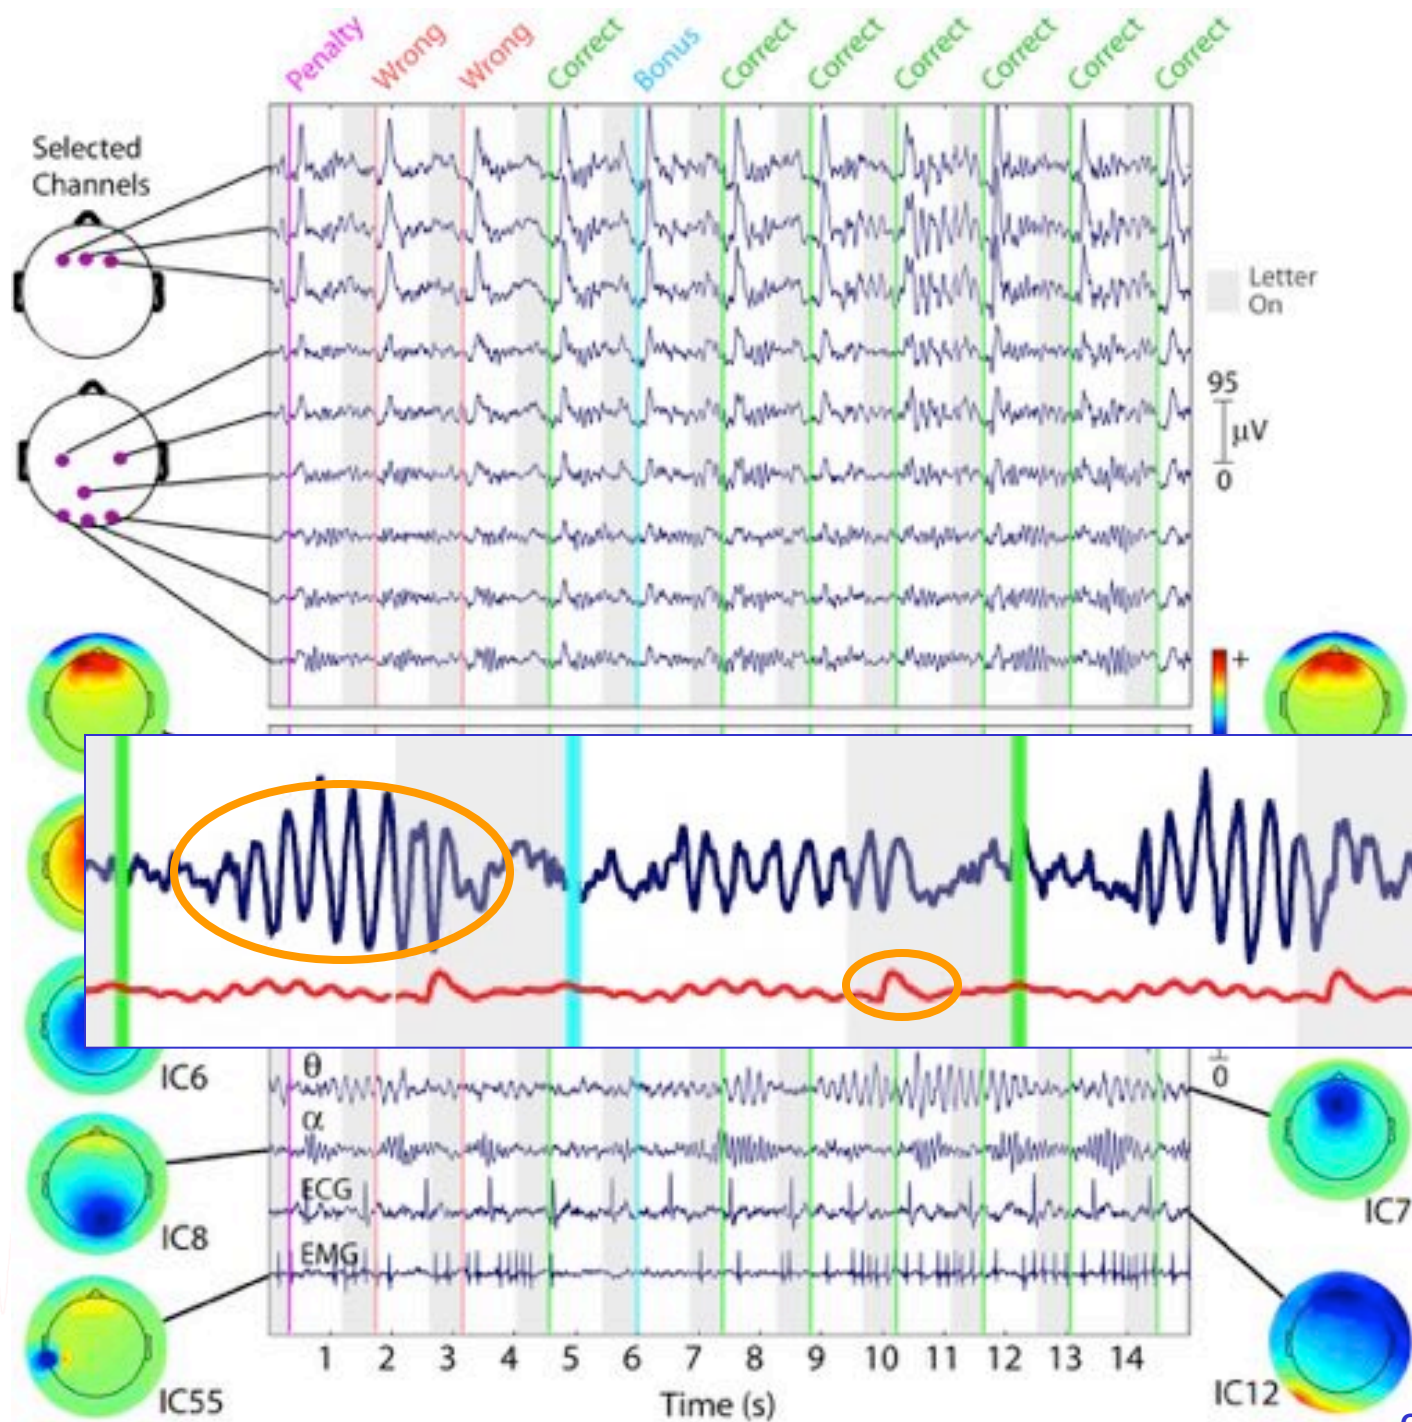 Penalty
Wrong
Wrong
Correct
Bonus
Correct
Correct
Correct
Correct
Correct
Correct
Selected
Channels
Letter
On
95
µV
0
+
IC6
θ
0
α
IC7
ECG
IC8
EMG
IC55
IC12
1 2 3 4 5 6 7 8 9 10 11 12 13 14
Time (s)